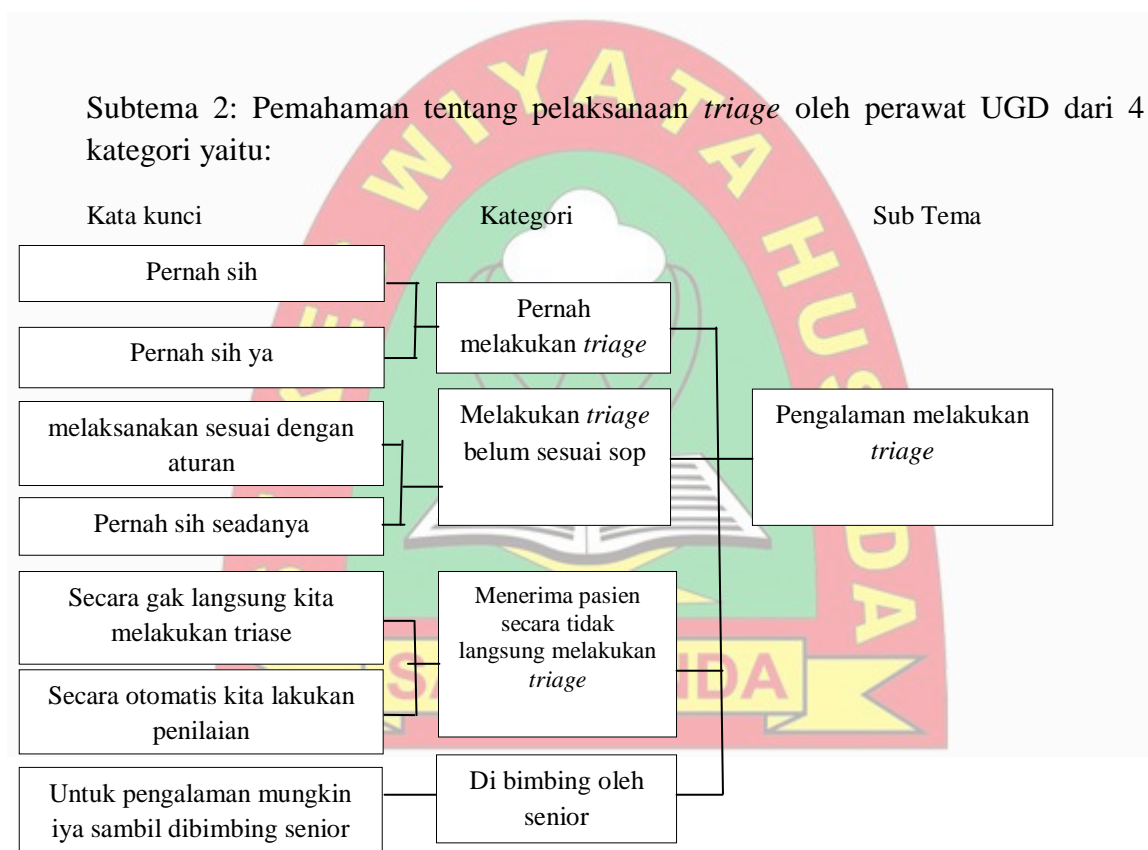 WIYATA HUSADA
Subtema 2: Pemahaman tentang pelaksanaan triage oleh perawat UGD dari 4
kategori yaitu:
Kata kunci
Kategori
Sub Tema
Pernah sih
Pernah sih ya
melaksanakan sesuai dengan
aturan
Pernah sih seadanya
Secara gak langsung kita
melakukan triase
Secara otomatis kita lakukan
penilaian
Untuk pengalaman mungkin
iya sambil dibimbing senior
Pernah
melakukan triage
Melakukan triage
belum sesuai sop
Menerima pasien
secara tidak
langsung melakukan
triage
Di bimbing oleh
senior
Pengalaman melakukan
triage